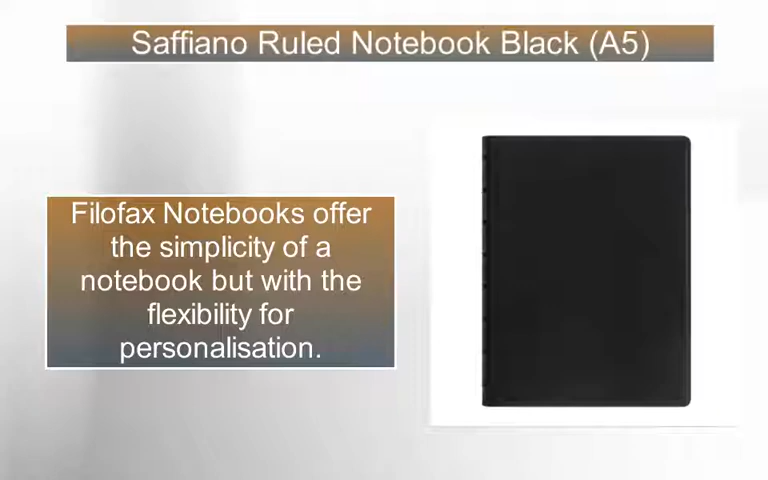 Saffiano Ruled Notebook Black (A5)
Filofax Notebooks offer
the simplicity of a
notebook but with the
flexibility for
personalisation.